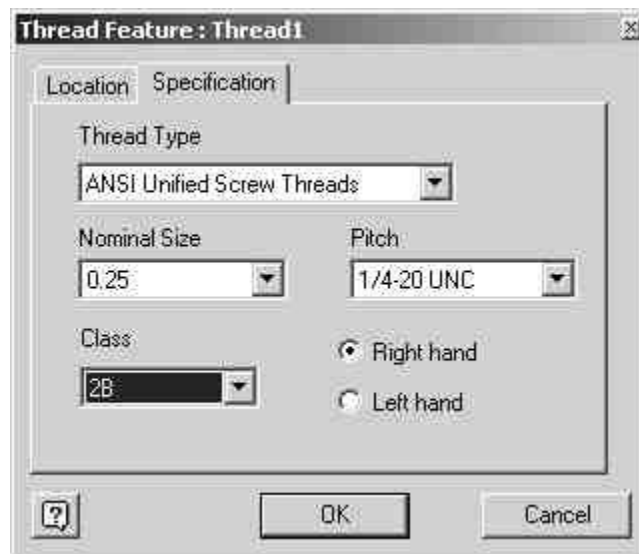 Thread Feature : Thread1
Location Specification
Thread Type
ANSI Unified Screw Threads
Nominal Size Pitch
0.25 1/4-20 UNC
Class
2B
Right hand
Left hand
? OK Cancel